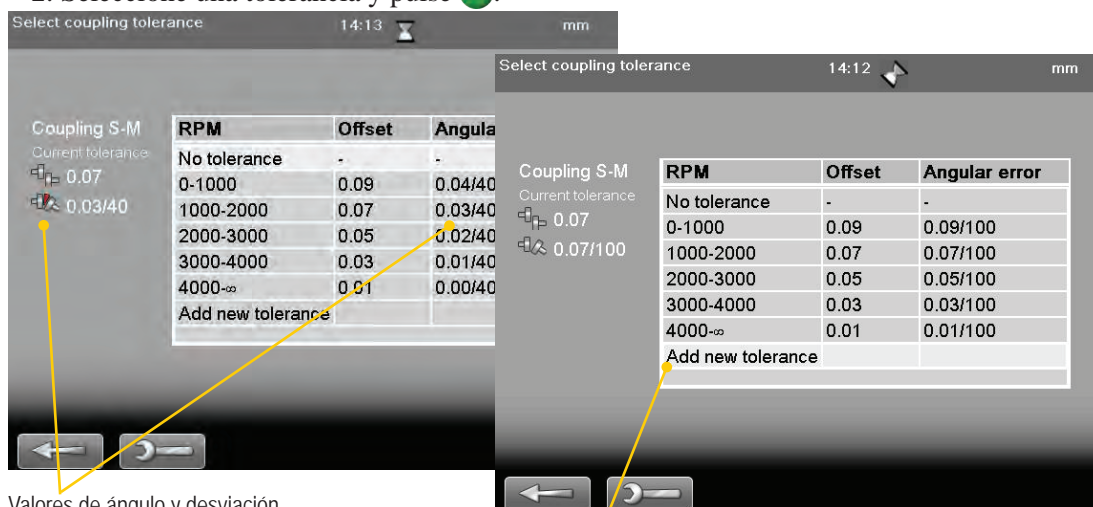 2. Seleccione una tolerancia y pulse .
Select coupling tolerance 14:13 mm
Coupling S-M
Current tolerance
0.07
0.03/40
RPM Offset
No tolerance - -
0-1000 0.09 0.04/40
1000-2000 0.07 0.03/40
2000-3000 0.05 0.02/40
3000-4000 0.03 0.01/40
4000-∞ 0.01 0.00/40
Add new tolerance
Valores de ángulo y desviación
Select coupling tolerance 14:12 mm
Coupling S-M
Current tolerance
0.07
0.07/100
RPM Offset Angular error
No tolerance - -
0-1000 0.09 0.09/100
1000-2000 0.07 0.07/100
2000-3000 0.05 0.05/100
3000-4000 0.03 0.03/100
4000-∞ 0.01 0.01/100
Add new tolerance